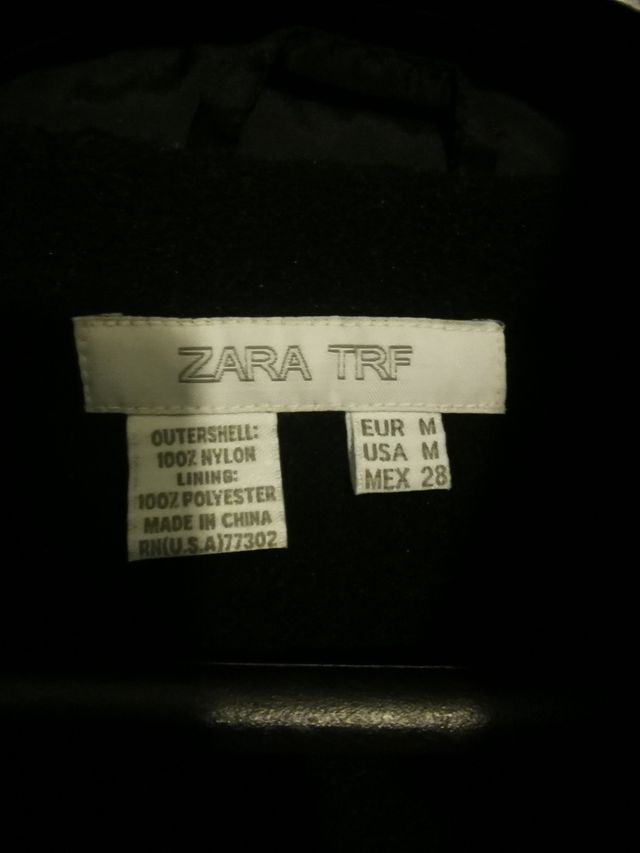 ZARA TRF
OUTERSHELL:
100% NYLON
LINING:
100% POLYESTER
MADE IN CHINA
RN(U.S.A)77302
EUR M
USA M
MEX 28